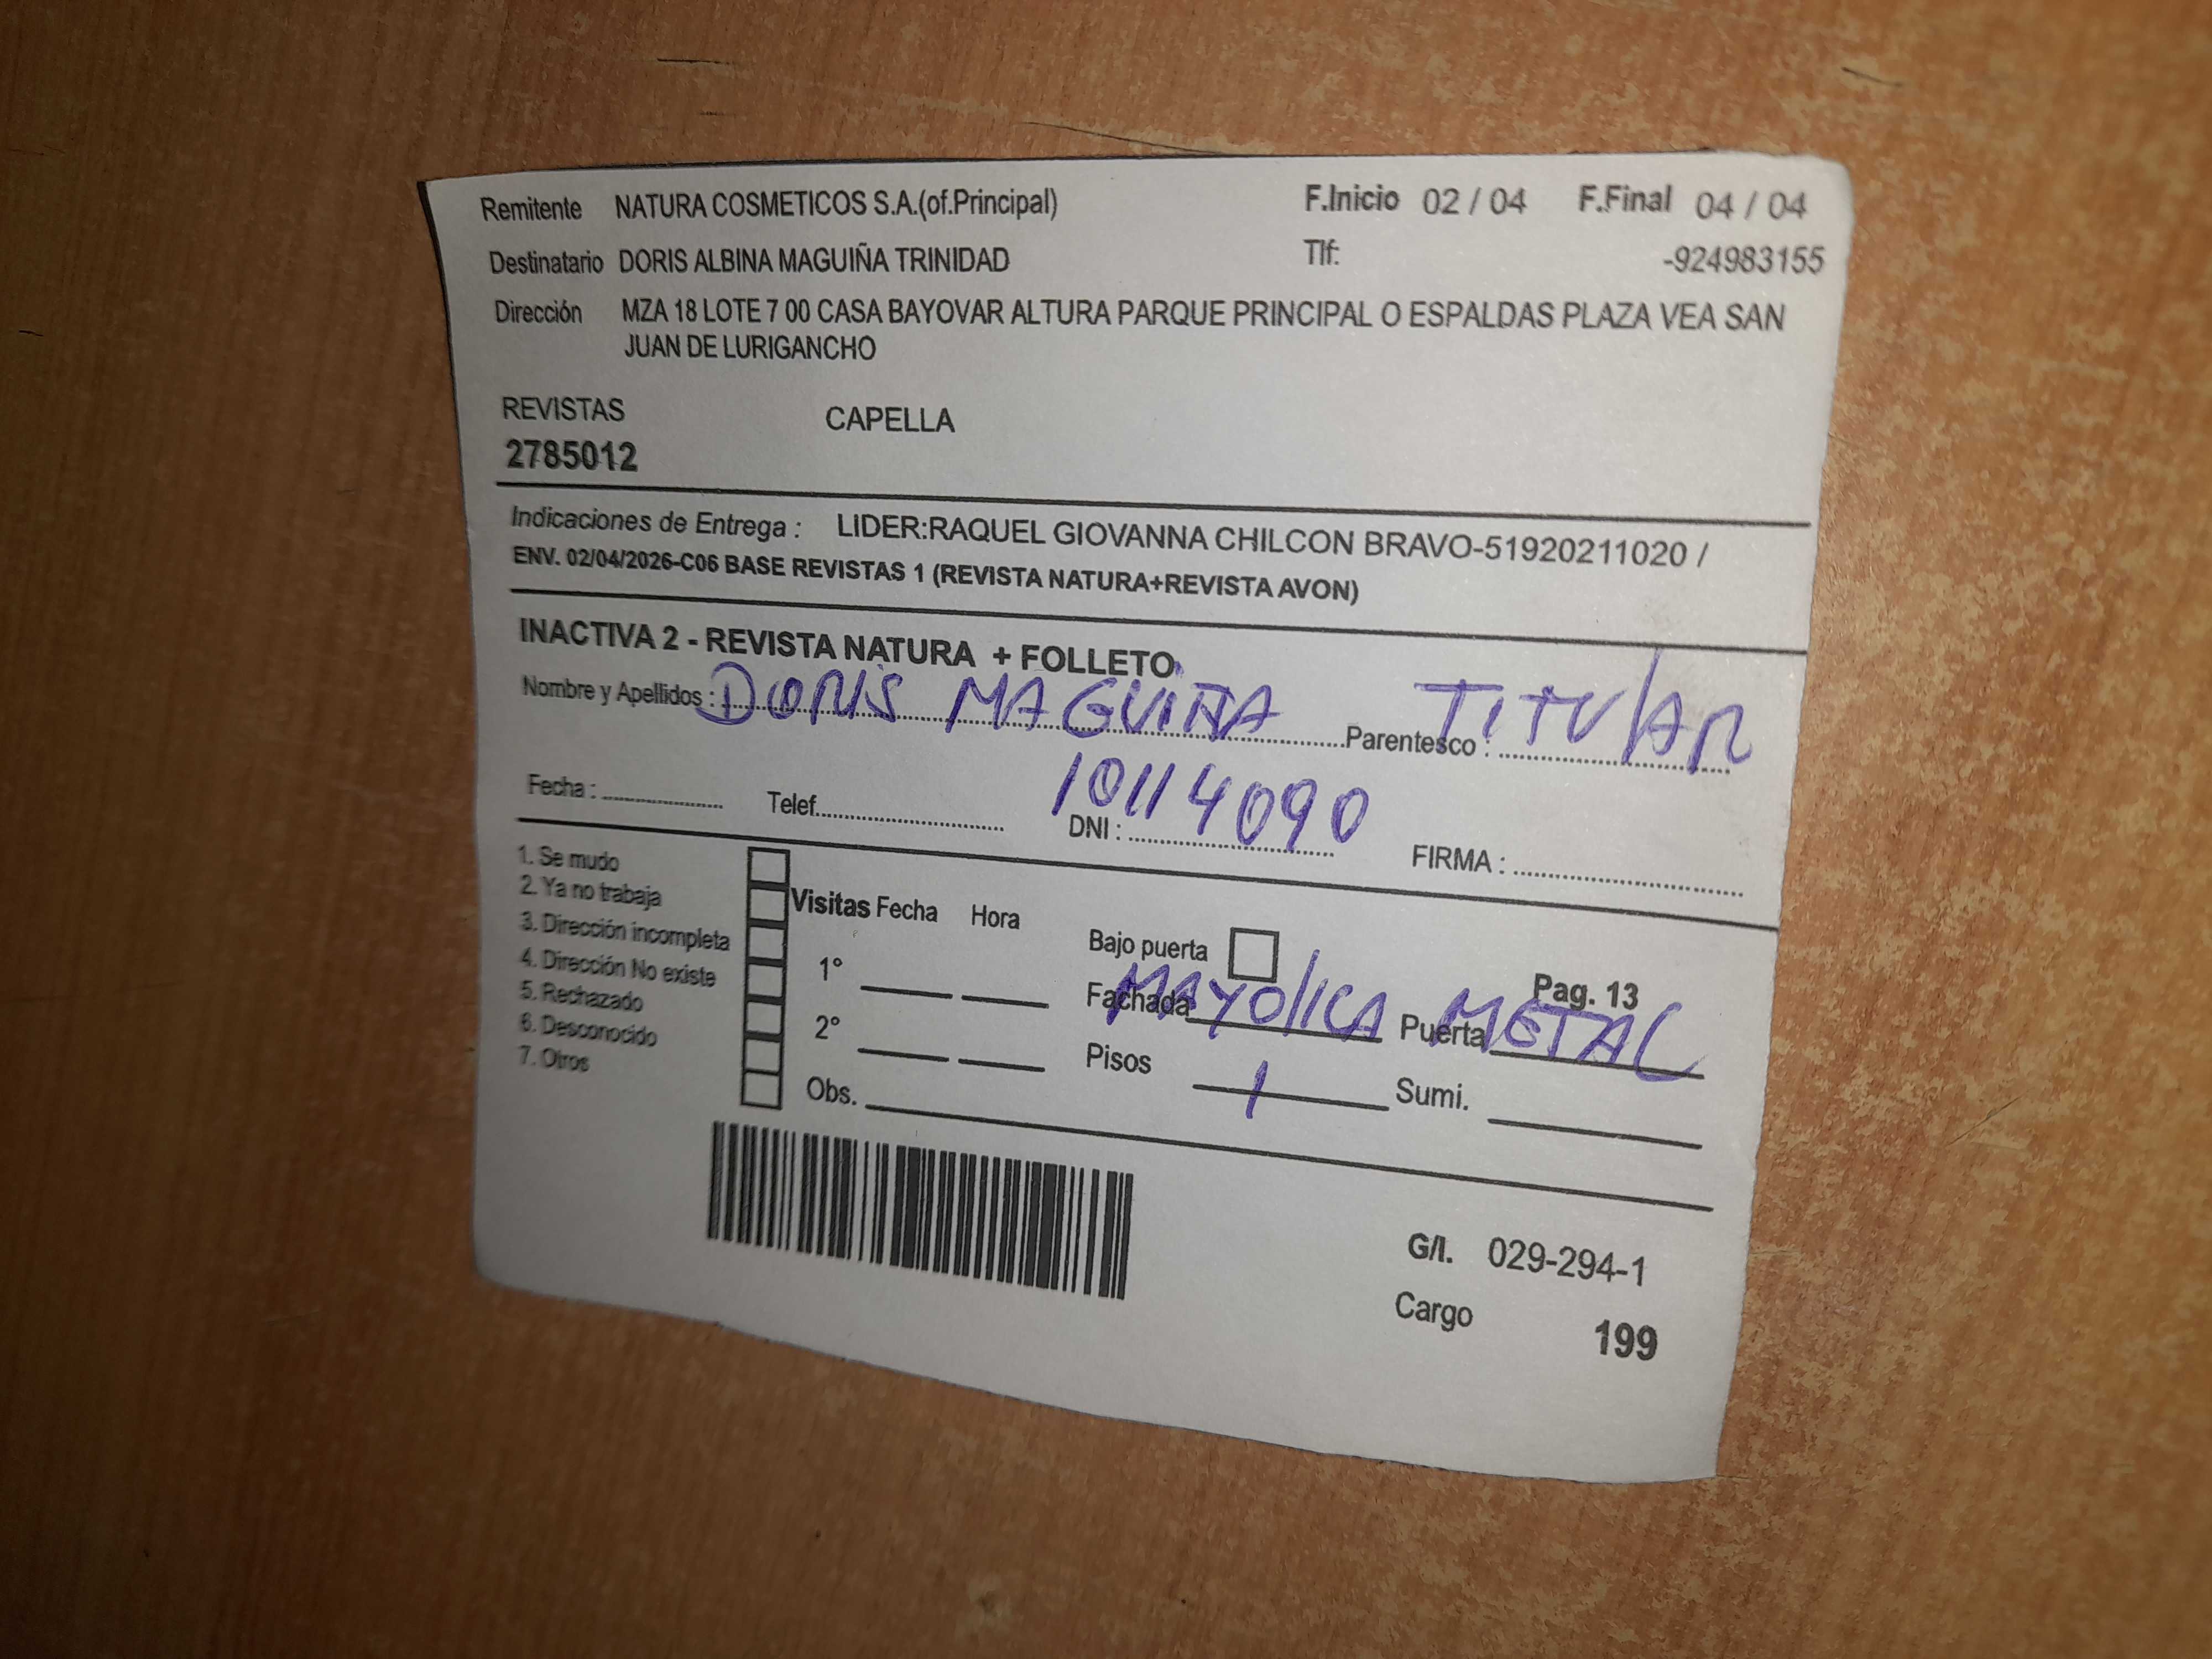 Remitente NATURA COSMETICOS S.A.(of.Principal) F.Inicio 02 / 04 F.Final 04 / 04
Destinatario DORIS ALBINA MAGUIÑA TRINIDAD Tlf: -924983155
Dirección MZA 18 LOTE 7 00 CASA BAYOVAR ALTURA PARQUE PRINCIPAL O ESPALDAS PLAZA VEA SAN
JUAN DE LURIGANCHO
REVISTAS CAPELLA
2785012
Indicaciones de Entrega : LIDER:RAQUEL GIOVANNA CHILCON BRAVO-51920211020 /
ENV. 02/04/2026-C06 BASE REVISTAS 1 (REVISTA NATURA+REVISTA AVON)
INACTIVA 2 - REVISTA NATURA + FOLLETO
Nombre y Apellidos : DORIS MAGUIÑA Parentesco : TITULAR
Fecha : Telef. DNI : 10114090 FIRMA :
1. Se mudo
2. Ya no trabaja
3. Dirección incompleta
4. Dirección No existe
5. Rechazado
6. Desconocido
7. Otros
Visitas Fecha Hora
1°
2°
Obs.
Bajo puerta
Pag. 13
Fachada MAYOLICA Puerta METAL
Pisos 1 Sumi.
G/I. 029-294-1
Cargo 199